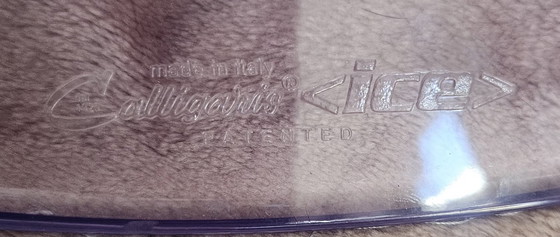 made in italy
Calligaris® <ice>
PATENTED